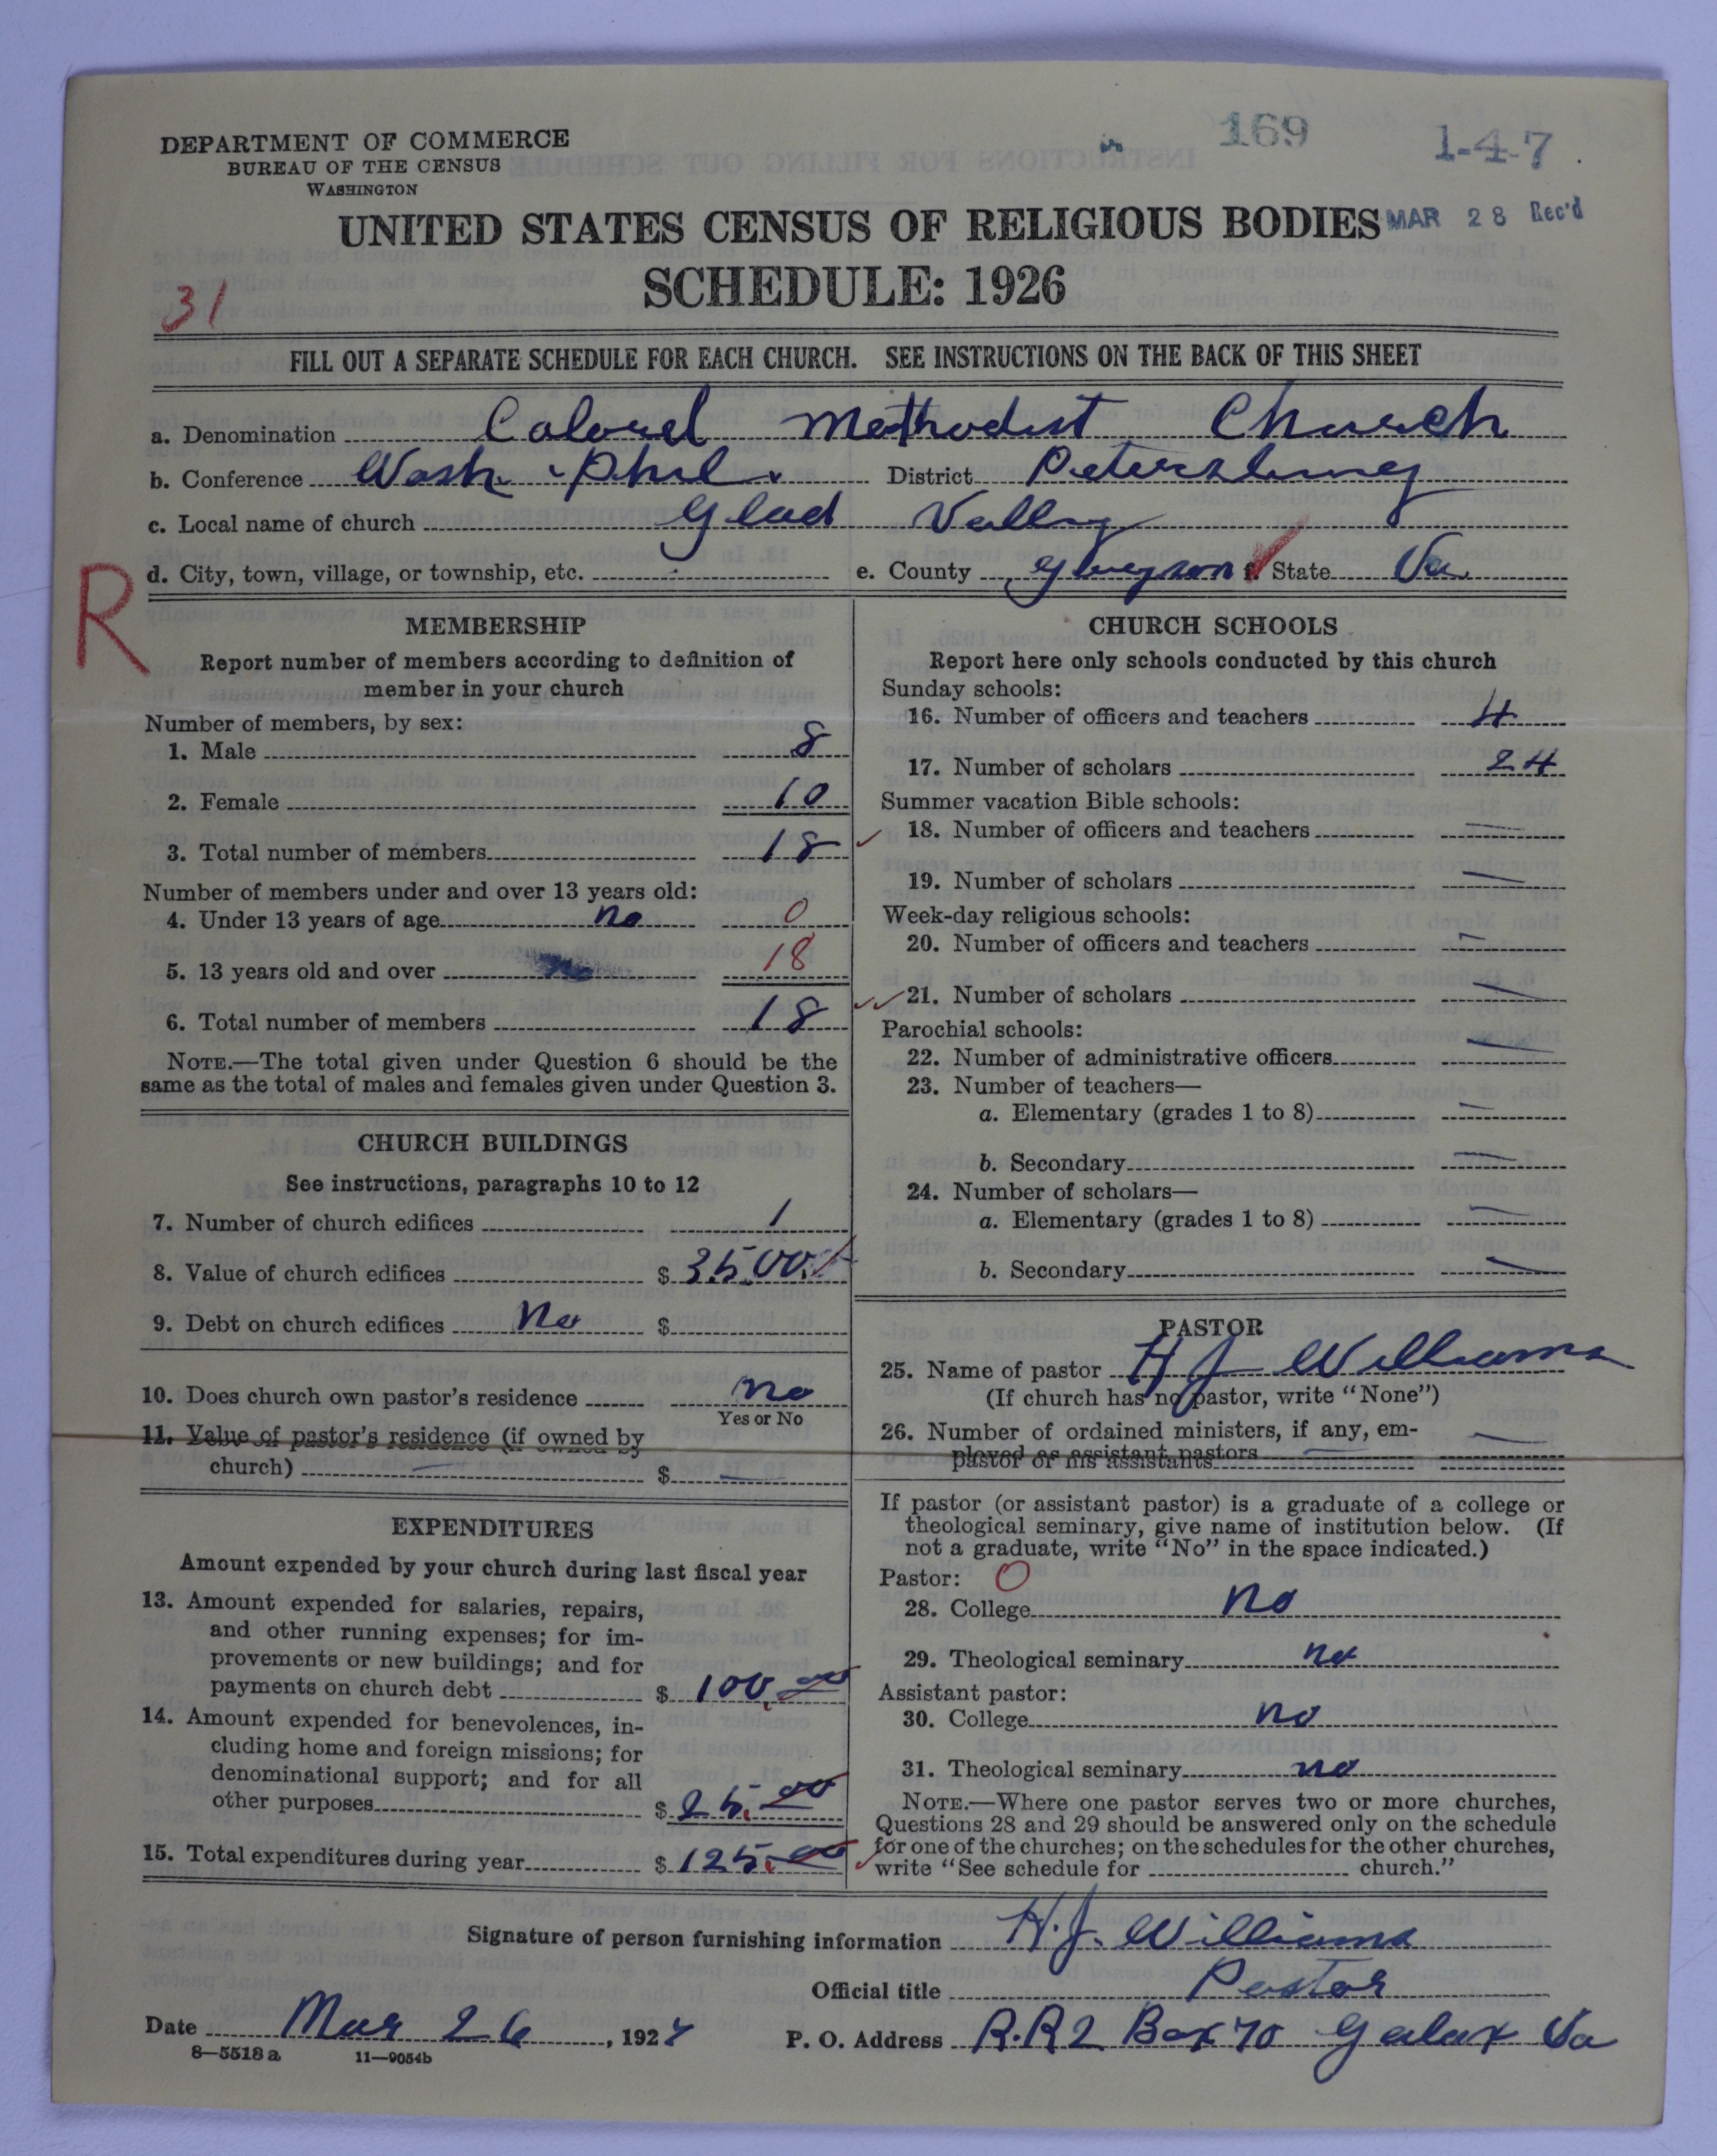 169
1-4-7
DEPARTMENT OF COMMERCE
BUREAU OF THE CENSUS
WASHINGTON
UNITED STATES CENSUS OF RELIGIOUS BODIES
MAR 28 Rec'd
SCHEDULE: 1926
31
FILL OUT A SEPARATE SCHEDULE FOR EACH CHURCH. SEE INSTRUCTIONS ON THE BACK OF THIS SHEET
a. Denomination Colored Methodist Church
b. Conference Wash & Phil. District Petersburg
c. Local name of church Glad Vally
d. City, town, village, or township, etc. e. County Grayson f. State Va.
R
MEMBERSHIP
Report number of members according to definition of
member in your church
Number of members, by sex:
1. Male 8
2. Female 10
3. Total number of members 18
Number of members under and over 13 years old:
4. Under 13 years of age no 0
5. 13 years old and over no 18
6. Total number of members 18
NOTE.—The total given under Question 6 should be the
same as the total of males and females given under Question 3.
CHURCH BUILDINGS
See instructions, paragraphs 10 to 12
7. Number of church edifices 1
8. Value of church edifices $ 3500.
9. Debt on church edifices No $
10. Does church own pastor's residence no
Yes or No
11. Value of pastor's residence (if owned by
church) — $ —
EXPENDITURES
Amount expended by your church during last fiscal year
13. Amount expended for salaries, repairs,
and other running expenses; for im-
provements or new buildings; and for
payments on church debt $ 100.00
14. Amount expended for benevolences, in-
cluding home and foreign missions; for
denominational support; and for all
other purposes $ 25.00
15. Total expenditures during year $ 125.00
CHURCH SCHOOLS
Report here only schools conducted by this church
Sunday schools:
16. Number of officers and teachers 4
17. Number of scholars 24
Summer vacation Bible schools:
18. Number of officers and teachers —
19. Number of scholars —
Week-day religious schools:
20. Number of officers and teachers —
21. Number of scholars —
Parochial schools:
22. Number of administrative officers —
23. Number of teachers—
a. Elementary (grades 1 to 8) —
b. Secondary —
24. Number of scholars—
a. Elementary (grades 1 to 8) —
b. Secondary —
PASTOR
25. Name of pastor H J Williams
(If church has no pastor, write "None")
26. Number of ordained ministers, if any, em-
ployed as assistant pastors —
pastor or his assistants —
If pastor (or assistant pastor) is a graduate of a college or
theological seminary, give name of institution below. (If
not a graduate, write "No" in the space indicated.)
Pastor: O
28. College no
29. Theological seminary no
Assistant pastor:
30. College no
31. Theological seminary no
NOTE.—Where one pastor serves two or more churches,
Questions 28 and 29 should be answered only on the schedule
for one of the churches; on the schedules for the other churches,
write "See schedule for church."
Signature of person furnishing information H. J. Williams
Official title Pastor
Date Mar 26, 1927 P. O. Address R.R 2 Box 70 Galax Va
8—5518a 11—9054b